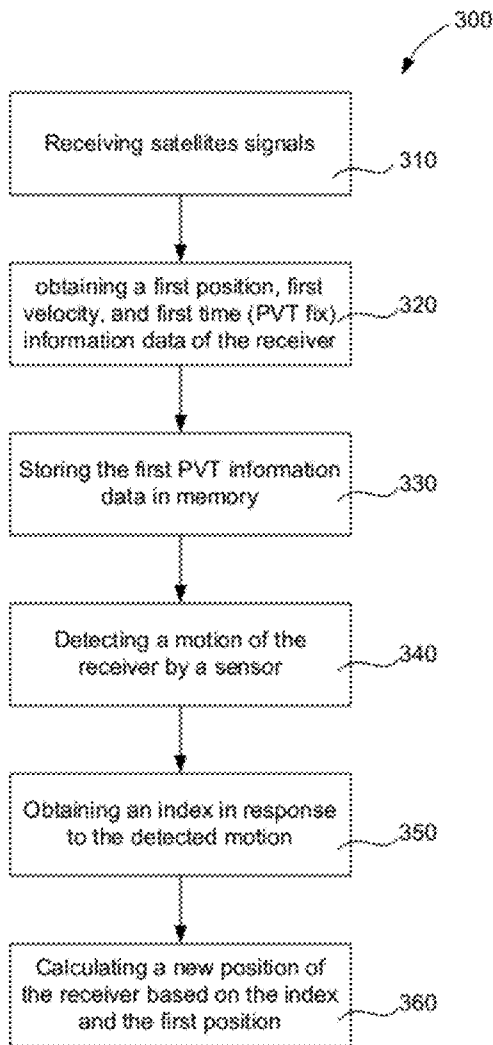 300
Receiving satellites signals
310
obtaining a first position, first
velocity, and first time (PVT fix)
information data of the receiver
320
Storing the first PVT information
data in memory
330
Detecting a motion of the
receiver by a sensor
340
Obtaining an index in response
to the detected motion
350
Calculating a new position of
the receiver based on the index
and the first position
360